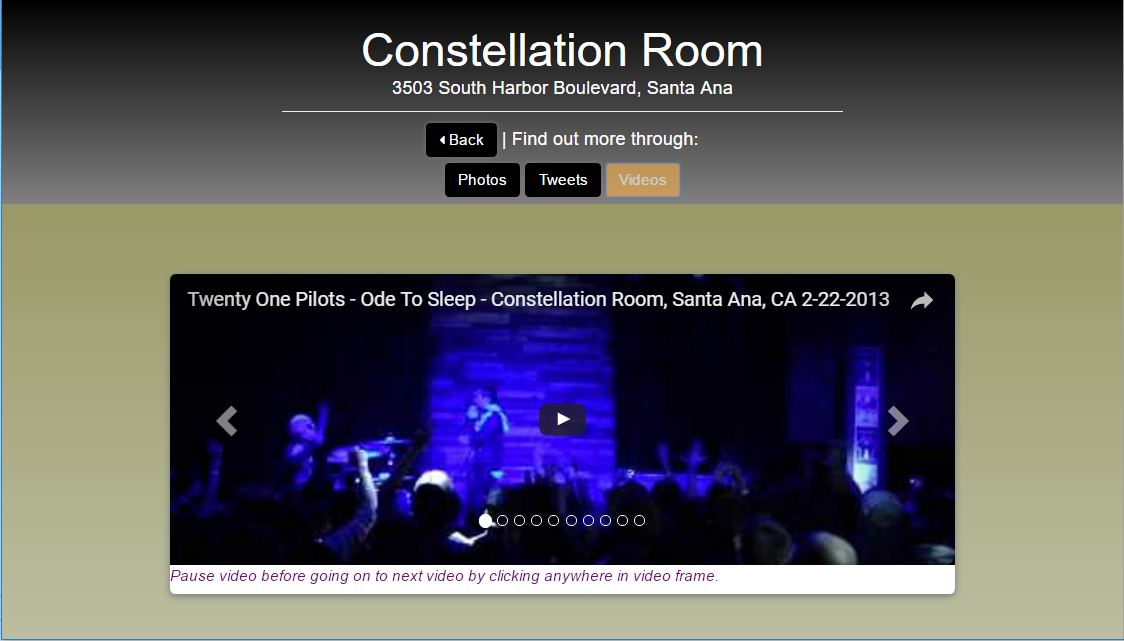 Constellation Room
3503 South Harbor Boulevard, Santa Ana
Back | Find out more through:
Photos Tweets Videos
Twenty One Pilots - Ode To Sleep - Constellation Room, Santa Ana, CA 2-22-2013
Pause video before going on to next video by clicking anywhere in video frame.